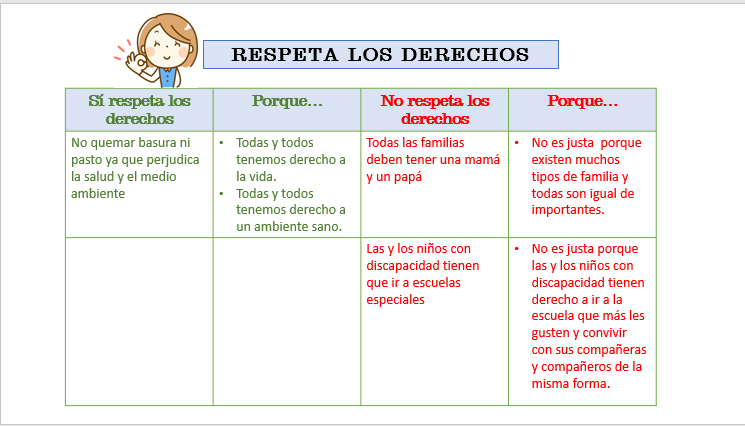 RESPETA LOS DERECHOS
Sí respeta los
derechos
Porque...
No respeta los
derechos
Porque...
No quemar basura ni
pasto ya que perjudica
la salud y el medio
ambiente
• Todas y todos
tenemos derecho a
la vida.
• Todas y todos
tenemos derecho a
un ambiente sano.
Todas las familias
deben tener una mamá
y un papá
• No es justa porque
existen muchos
tipos de familia y
todas son igual de
importantes.
Las y los niños con
discapacidad tienen
que ir a escuelas
especiales
• No es justa porque
las y los niños con
discapacidad tienen
derecho a ir a la
escuela que más les
gusten y convivir
con sus compañeras
y compañeros de la
misma forma.